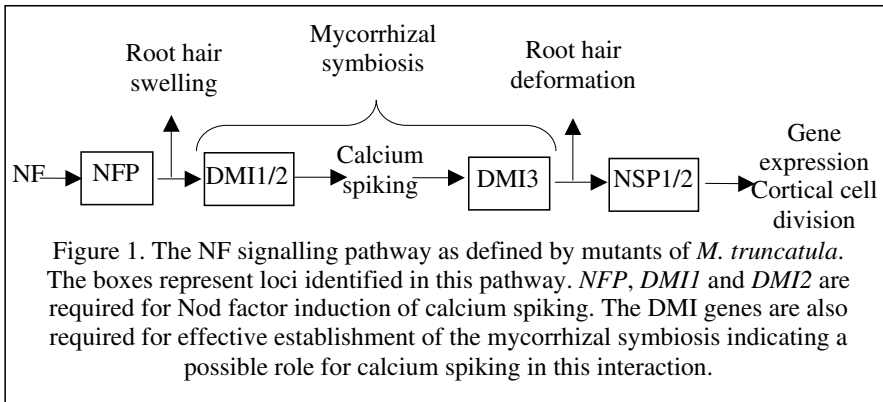 Mycorrhizal
symbiosis
Root hair
swelling
Root hair
deformation
NF
NFP
DMI1/2
Calcium
spiking
DMI3
NSP1/2
Gene
expression
Cortical cell
division
Figure 1. The NF signalling pathway as defined by mutants of M. truncatula.
The boxes represent loci identified in this pathway. NFP, DMI1 and DMI2 are
required for Nod factor induction of calcium spiking. The DMI genes are also
required for effective establishment of the mycorrhizal symbiosis indicating a
possible role for calcium spiking in this interaction.